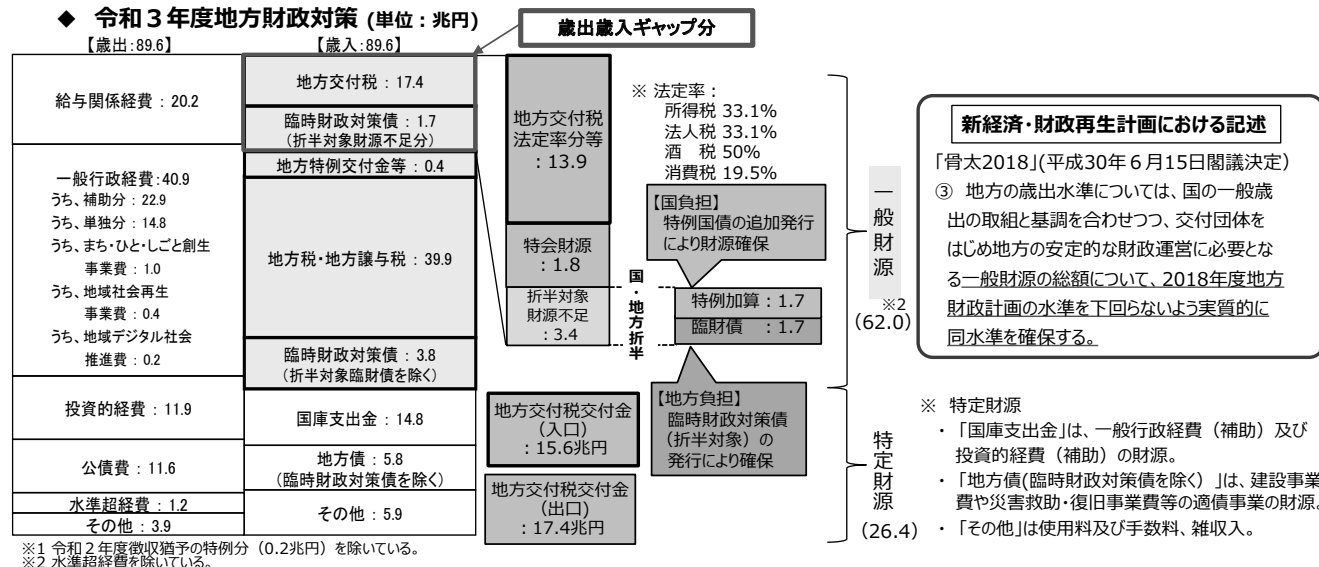 ◆ 令和３年度地方財政対策 (単位：兆円)
歳出歳入ギャップ分
【歳出:89.6】
【歳入:89.6】
給与関係経費：20.2
一般行政経費:40.9
うち、補助分：22.9
うち、単独分：14.8
うち、まち・ひと・しごと創生
事業費：1.0
うち、地域社会再生
事業費：0.4
うち、地域デジタル社会
推進費：0.2
投資的経費：11.9
公債費：11.6
水準超経費：1.2
その他：3.9
地方交付税：17.4
臨時財政対策債：1.7
(折半対象財源不足分)
地方特例交付金等：0.4
地方税・地方譲与税：39.9
臨時財政対策債：3.8
(折半対象臨財債を除く)
国庫支出金：14.8
地方債：5.8
(臨時財政対策債を除く)
その他：5.9
地方交付税
法定率分等
：13.9
特会財源
：1.8
折半対象
財源不足
：3.4
国・地方折半
※ 法定率：
所得税 33.1%
法人税 33.1%
酒　税 50%
消費税 19.5%
【国負担】
特例国債の追加発行
により財源確保
特例加算：1.7
臨財債　：1.7
【地方負担】
臨時財政対策債
（折半対象）の
発行により確保
地方交付税交付金
(入口)
：15.6兆円
地方交付税交付金
(出口)
：17.4兆円
一般財源
※2
(62.0)
特定財源
(26.4)
新経済・財政再生計画における記述
「骨太2018」(平成30年６月15日閣議決定)
③ 地方の歳出水準については、国の一般歳
出の取組と基調を合わせつつ、交付団体を
はじめ地方の安定的な財政運営に必要とな
る一般財源の総額について、2018年度地方
財政計画の水準を下回らないよう実質的に
同水準を確保する。
※ 特定財源
・「国庫支出金」は、一般行政経費（補助）及び
投資的経費（補助）の財源。
・「地方債(臨時財政対策債を除く）」は、建設事業
費や災害救助・復旧事業費等の適債事業の財源。
・「その他」は使用料及び手数料、雑収入。
※1 令和２年度徴収猶予の特例分（0.2兆円）を除いている。
※2 水準超経費を除いている。